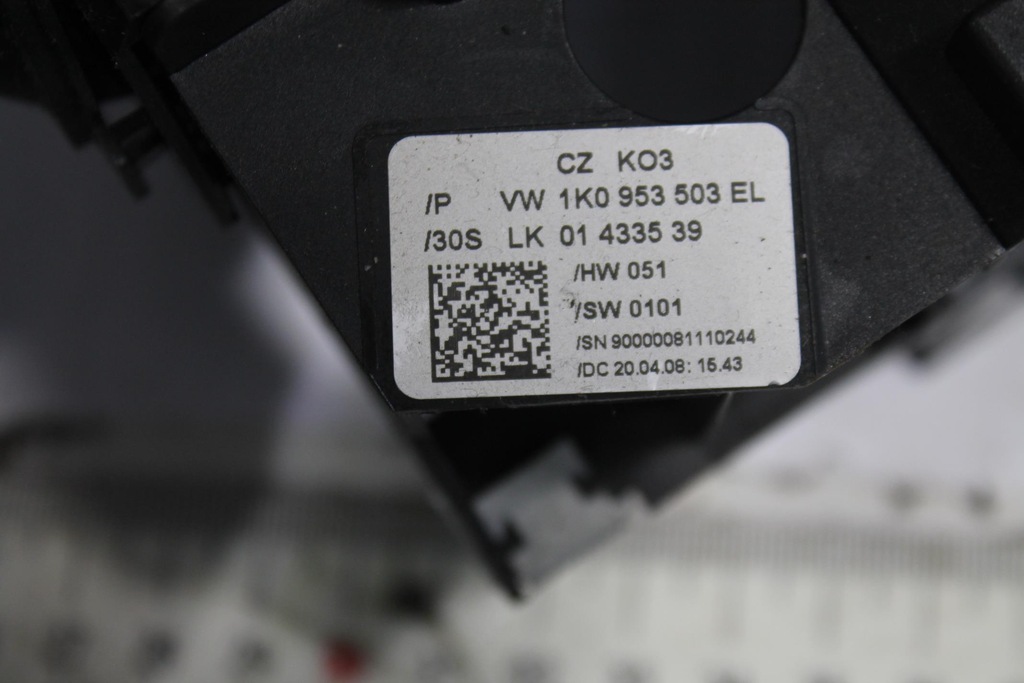 CZ KO3
/P VW 1K0 953 503 EL
/30S LK 01 4335 39
/HW 051
/SW 0101
/SN 90000081110244
/DC 20.04.08: 15.43